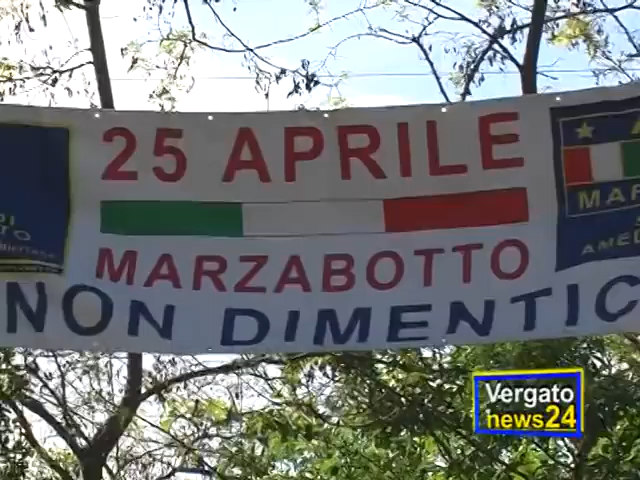 25 APRILE
MARZABOTTO
NON DIMENTIC
Vergato
news24